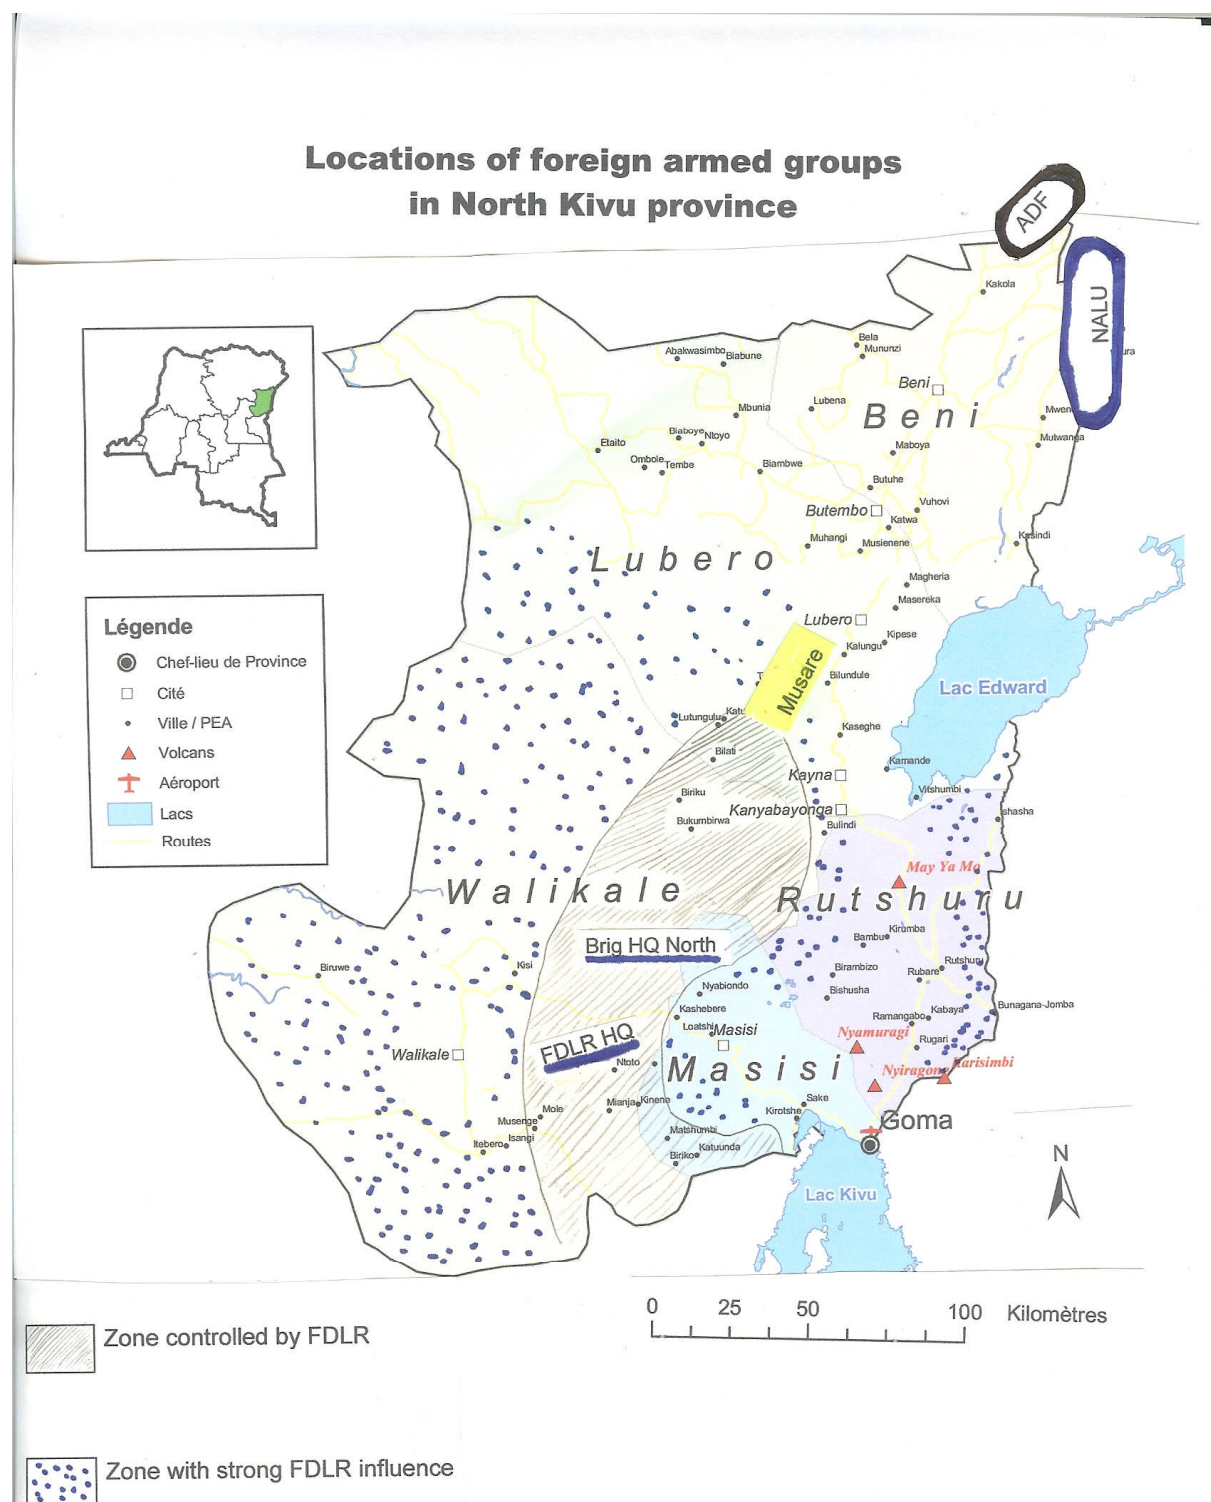 Locations of foreign armed groups
in North Kivu province
ADF
NALU
Kakola
Bela
Mununzi
Abakwasimbo
Biabune
Beni
Lubena
Beni
Mbunia
Mutwanga
Biaboye
Ntoyo
Etaito
Maboya
Ombole
Tembe
Biambwe
Butuhe
Vuhovi
Butembo
Katwa
Muhangi
Musienene
Kasindi
Lubero
Magheria
Masereka
Légende
Chef-lieu de Province
Cité
Ville / PEA
Volcans
Aéroport
Lacs
Routes
Lubero
Kipese
Kalungu
Musare
Bilundule
Lac Edward
Lutungulu
Kaseghe
Bilati
Kamande
Kayna
Vitshumbi
Biriku
Kanyabayonga
Bukumbirwa
Bulindi
shasha
May Ya Mo
Walikale
Rutshuru
Kirumba
Bambu
Brig HQ North
Kisi
Biruwe
Birambizo
Rutshuru
Rubare
Nyabiondo
Bishusha
Bunagana-Jomba
Kashebere
Kabaya
Ramangabo
Loatshi
Masisi
Nyamuragi
FDLR HQ
Rugari
Walikale
Ntoto
Masisi
Nyiragongo
Karisimbi
Mianja
Kinene
Sake
Mole
Kirotshe
Musenge
Goma
Matshumbi
Isangi
Itebero
Katuunda
Biriko
N
Lac Kivu
0 25 50 100 Kilomètres
Zone controlled by FDLR
Zone with strong FDLR influence